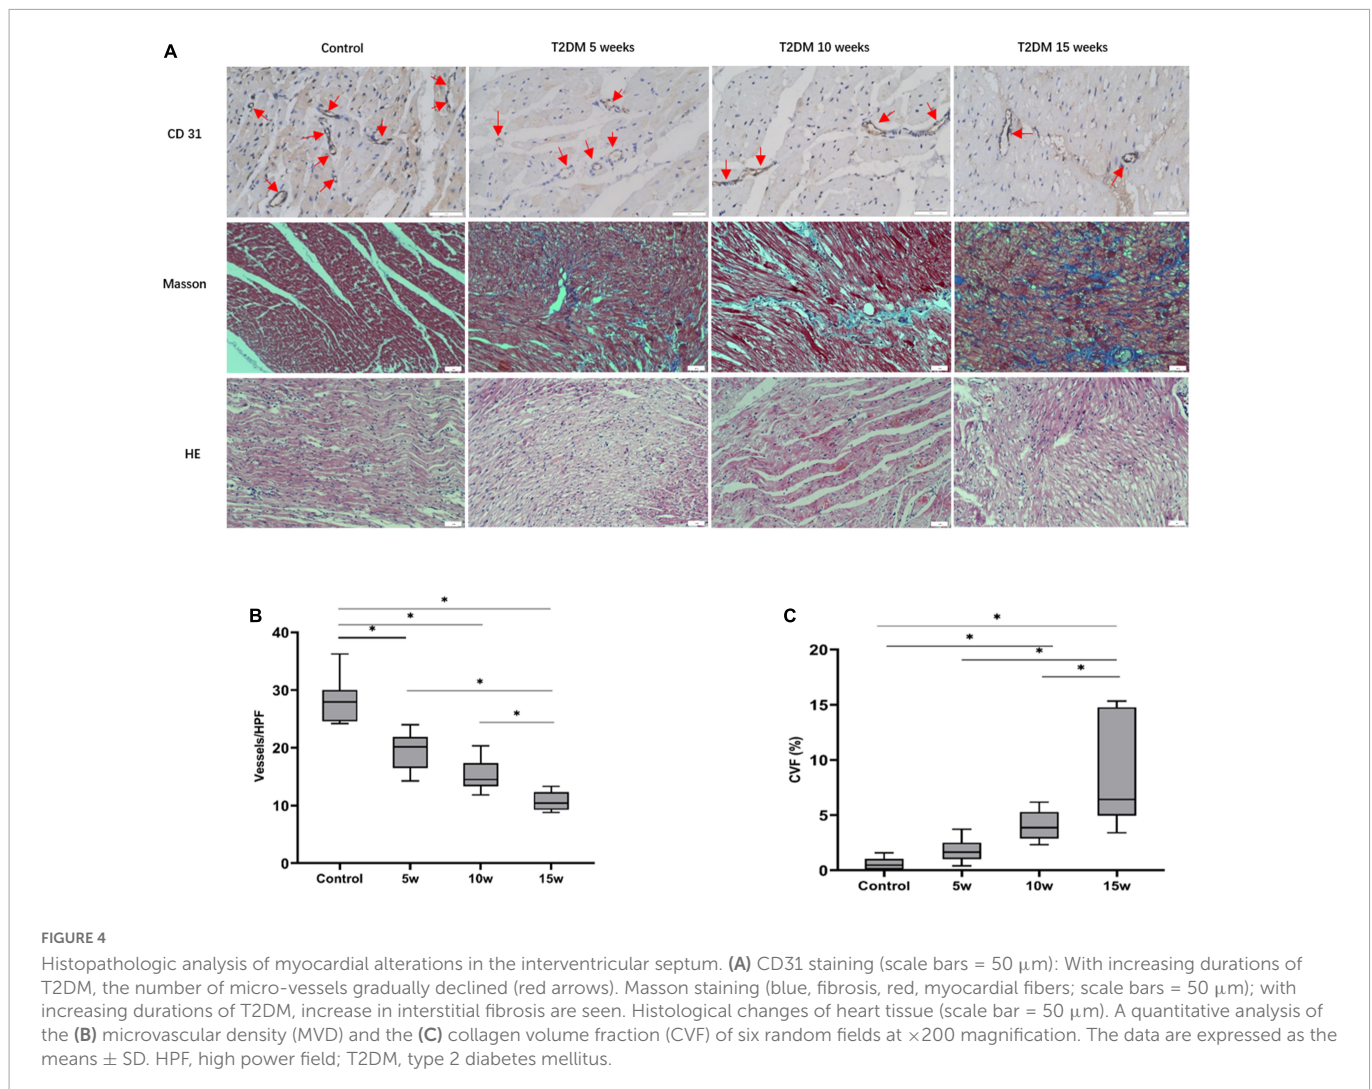 A
Control
T2DM 5 weeks
T2DM 10 weeks
T2DM 15 weeks
CD 31
Masson
HE
B
*
*
*
*
*
40
30
20
10
0
Vessels/HPF
Control
5w
10w
15w
C
*
*
*
*
20
15
10
5
0
CVF (%)
Control
5w
10w
15w
FIGURE 4
Histopathologic analysis of myocardial alterations in the interventricular septum. (A) CD31 staining (scale bars = 50 μm): With increasing durations of
T2DM, the number of micro-vessels gradually declined (red arrows). Masson staining (blue, fibrosis, red, myocardial fibers; scale bars = 50 μm); with
increasing durations of T2DM, increase in interstitial fibrosis are seen. Histological changes of heart tissue (scale bar = 50 μm). A quantitative analysis of
the (B) microvascular density (MVD) and the (C) collagen volume fraction (CVF) of six random fields at ×200 magnification. The data are expressed as the
means ± SD. HPF, high power field; T2DM, type 2 diabetes mellitus.